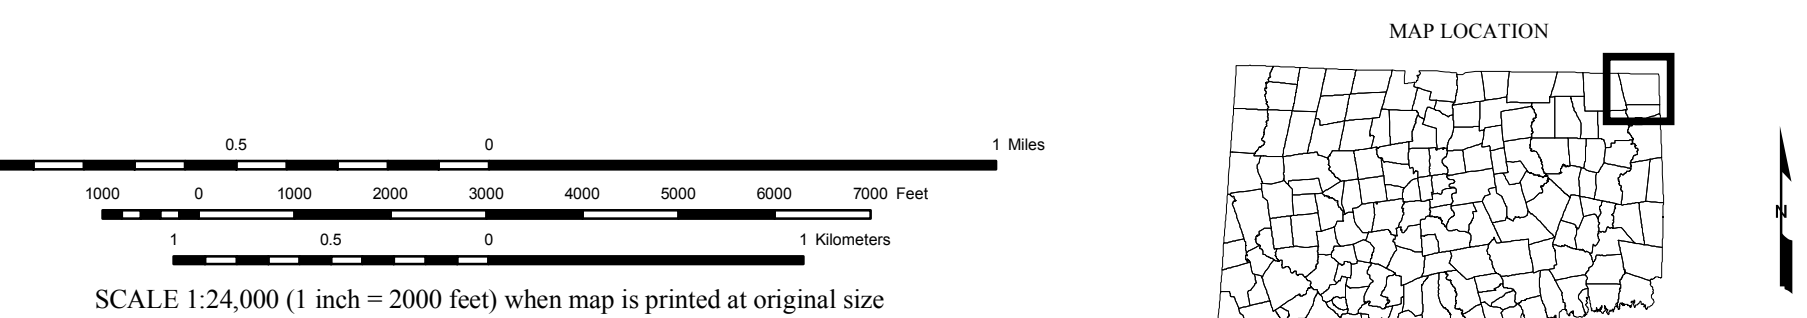 MAP LOCATION
0.5 0 1 Miles
1000 0 1000 2000 3000 4000 5000 6000 7000 Feet
1 0.5 0 1 Kilometers
SCALE 1:24,000 (1 inch = 2000 feet) when map is printed at original size
N